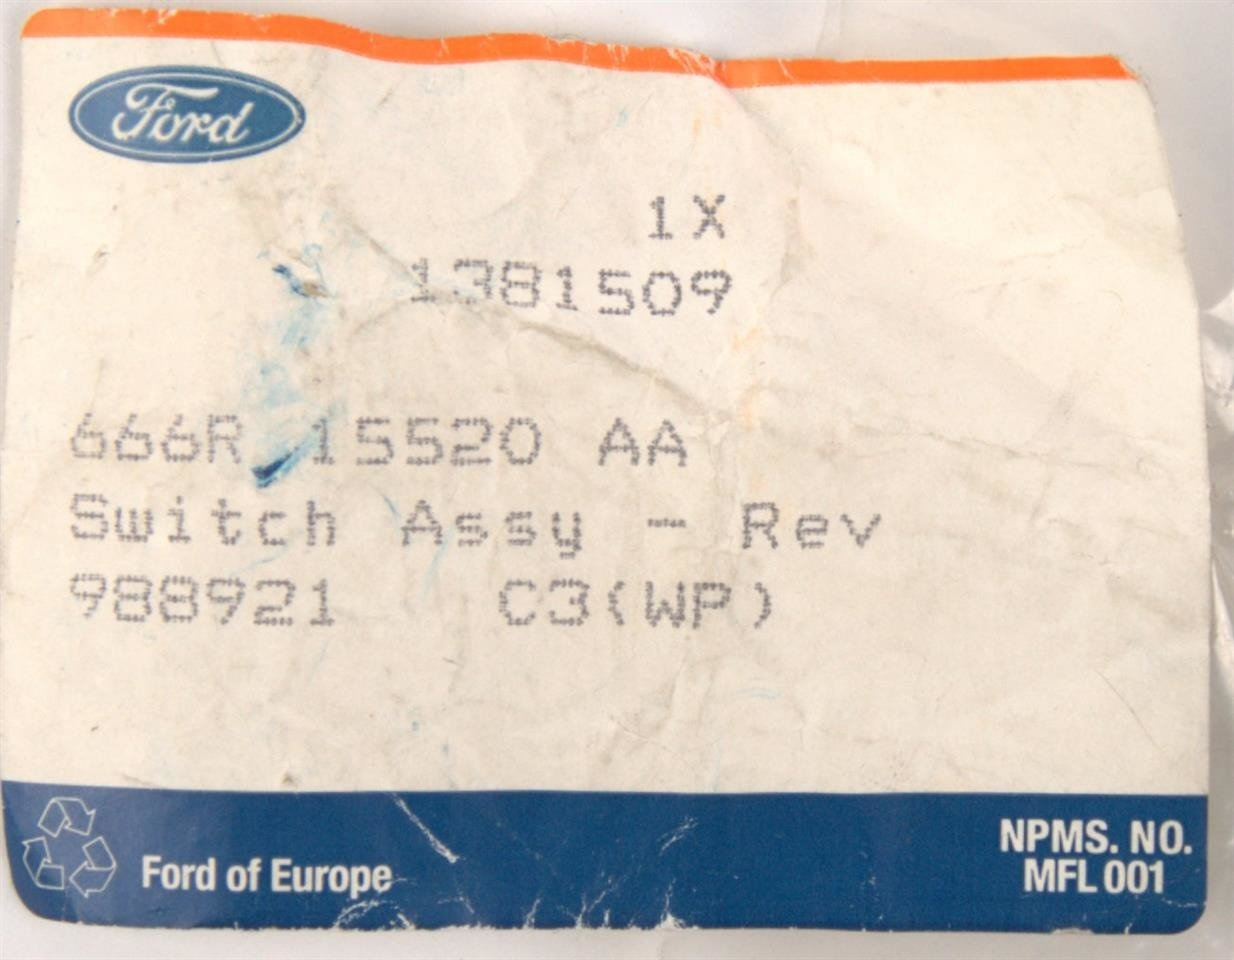 Ford
1X
1381509
666R 15520 AA
Switch Assy - Rev
988921 C3(WP)
Ford of Europe
NPMS. NO.
MFL 001